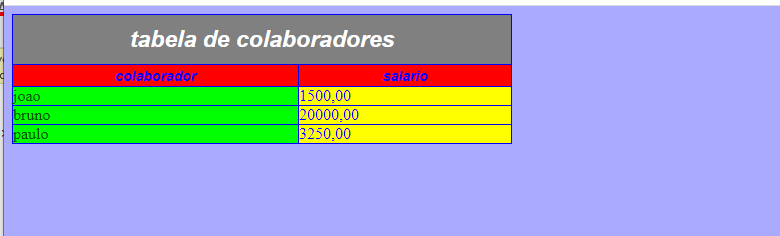 tabela de colaboradores
colaborador salario
joao 1500,00
bruno 20000,00
paulo 3250,00